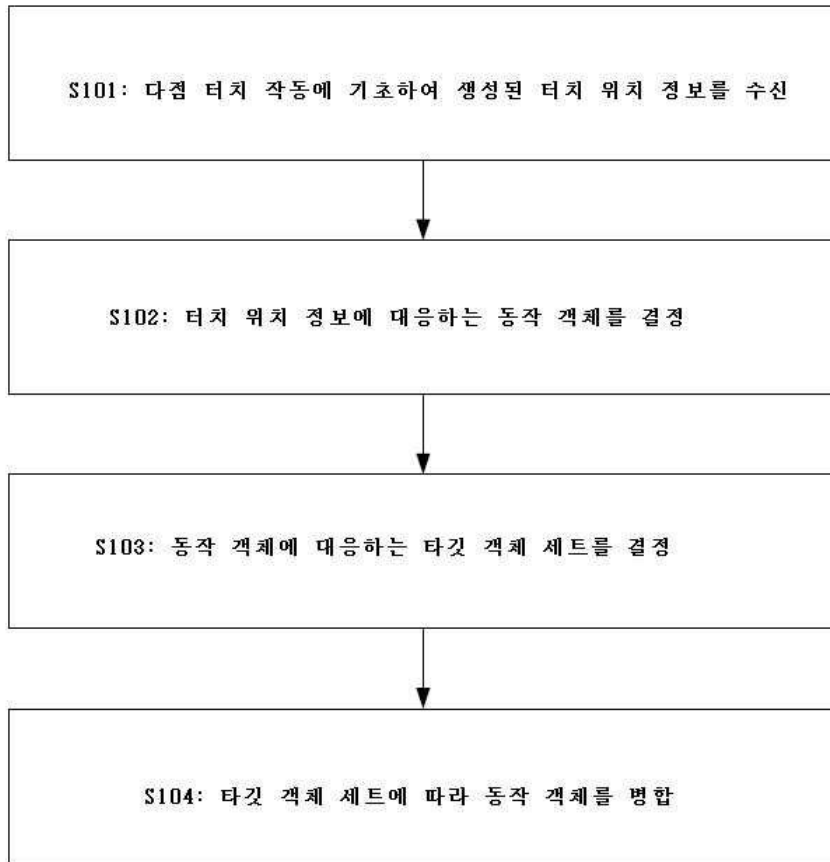 S101: 다점 터치 작동에 기초하여 생성된 터치 위치 정보를 수신
S102: 터치 위치 정보에 대응하는 동작 객체를 결정
S103: 동작 객체에 대응하는 타깃 객체 세트를 결정
S104: 타깃 객체 세트에 따라 동작 객체를 병합